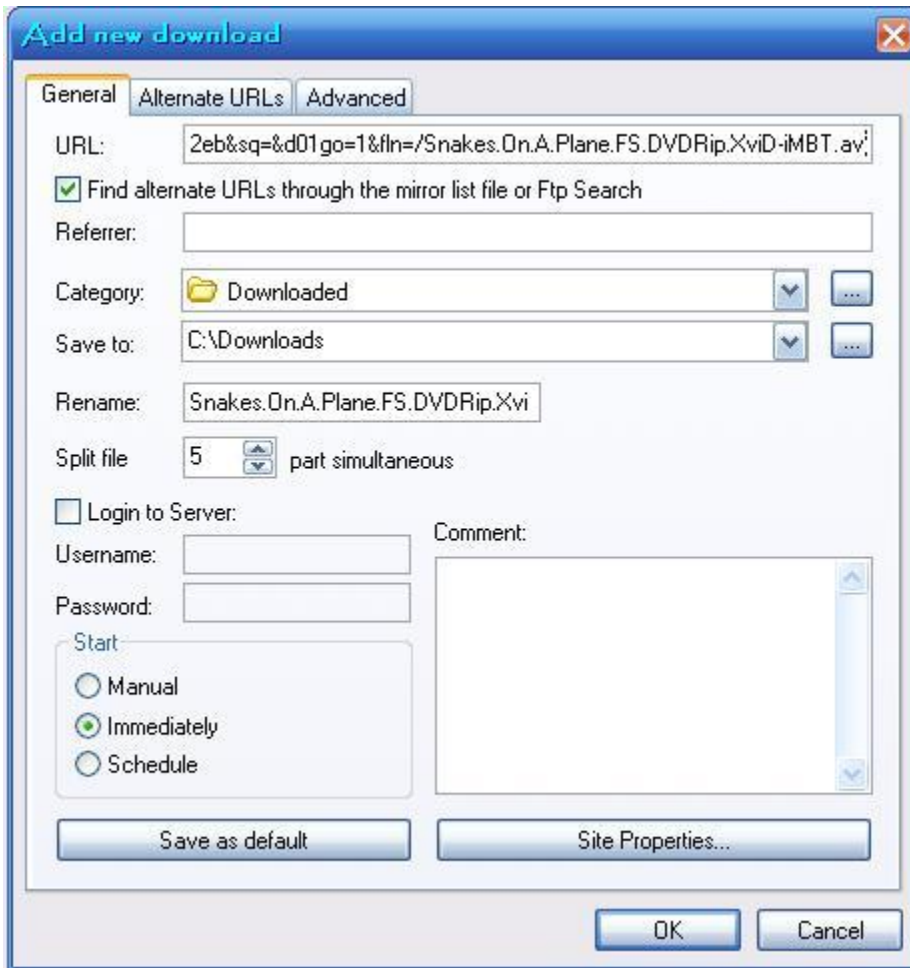 Add new download
General Alternate URLs Advanced
URL: 2eb&sq=&d01go=1&fln=/Snakes.On.A.Plane.FS.DVDRip.XviD-iMBT.av
Find alternate URLs through the mirror list file or Ftp Search
Referrer:
Category: Downloaded ...
Save to: C:\Downloads ...
Rename: Snakes.On.A.Plane.FS.DVDRip.Xvi
Split file 5 part simultaneous
Login to Server:
Comment:
Username:
Password:
Start
Manual
Immediately
Schedule
Save as default Site Properties...
OK Cancel